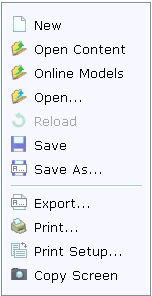 New
Open Content
Online Models
Open...
Reload
Save
Save As...
Export...
Print...
Print Setup...
Copy Screen